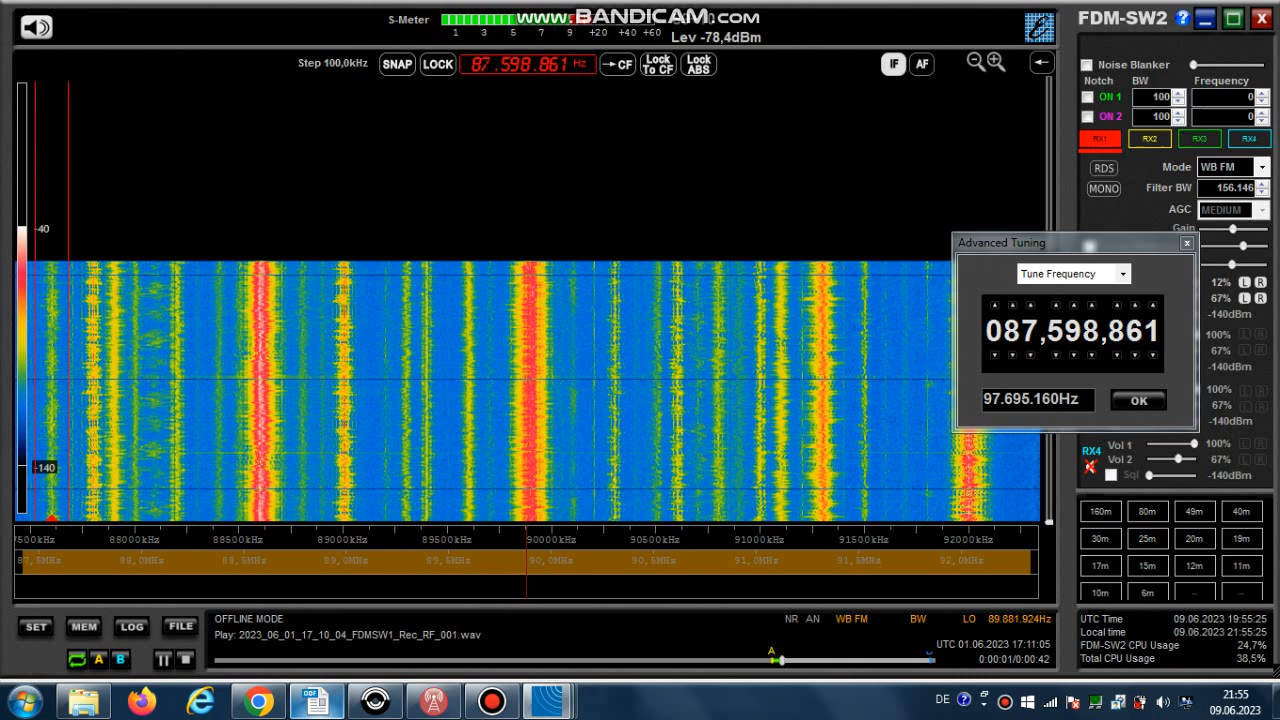 S-Meter
www.BANDICAM.COM
1 3 5 7 9 +20 +40 +60
Lev -78,4dBm
FDM-SW2
Step 100,0kHz
SNAP LOCK 87.598.861 Hz →CF Lock To CF Lock ABS IF AF
Noise Blanker
Notch BW Frequency
ON 1 100 0
ON 2 100 0
RX1 RX2 RX3 RX4
RDS Mode WB FM
MONO Filter BW 156.146
AGC MEDIUM
Gain
-40
-140
Advanced Tuning
Tune Frequency
087,598,861
97.695.160Hz OK
12% L R
67% L R
-140dBm
100% L R
67% L R
-140dBm
100% L R
67% L R
-130dBm
RX4 Vol 1 100% L R
Vol 2 67% L R
Sql -140dBm
7500kHz 88000kHz 88500kHz 89000kHz 89500kHz 90000kHz 90500kHz 91000kHz 91500kHz 92000kHz
87,5MHz 88,0MHz 88,5MHz 89,0MHz 89,5MHz 90,0MHz 90,5MHz 91,0MHz 91,5MHz 92,0MHz
160m 80m 49m 40m
30m 25m 20m 19m
17m 15m 12m 11m
10m 6m -- --
SET MEM LOG FILE
A B
OFFLINE MODE NR AN WB FM BW LO 89.881.924Hz
Play: 2023_06_01_17_10_04_FDMSW1_Rec_RF_001.wav
UTC 01.06.2023 17:11:05
A
0:00:01/0:00:42
UTC Time 09.06.2023 19:55:25
Local time 09.06.2023 21:55:25
FDM-SW2 CPU Usage 24,7%
Total CPU Usage 38,5%
ODF
DE
21:55
09.06.2023